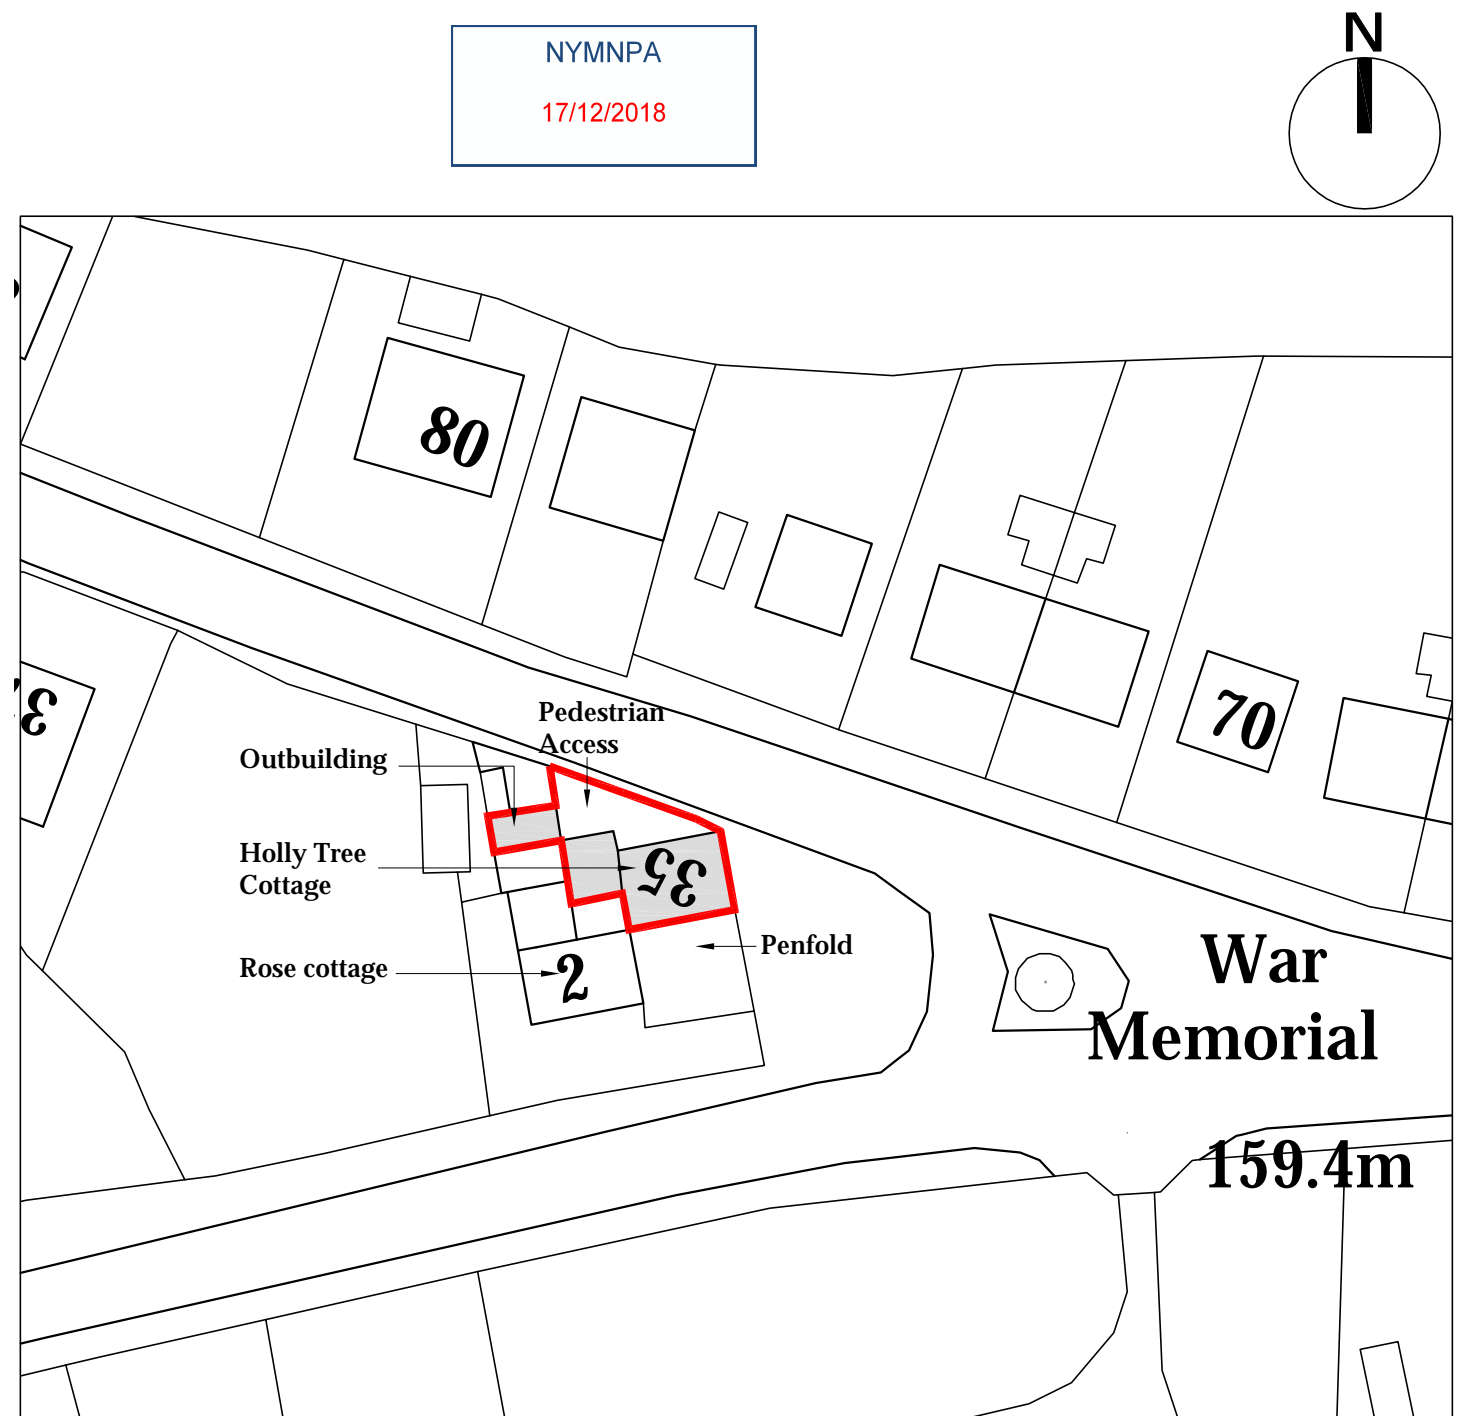 N
NYMNPA
17/12/2018
80
Pedestrian
Access
70
Outbuilding
Holly Tree
Cottage
35
Penfold
Rose cottage
2
War
Memorial
159.4m